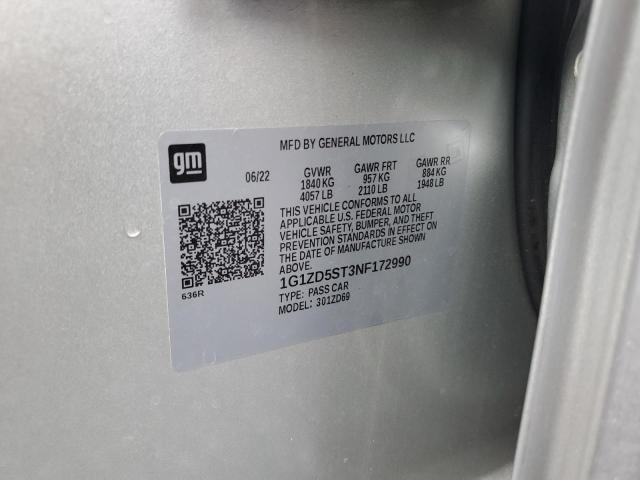 gm
MFD BY GENERAL MOTORS LLC
06/22
GVWR GAWR FRT GAWR RR
1840 KG 957 KG 884 KG
4057 LB 2110 LB 1948 LB
THIS VEHICLE CONFORMS TO ALL
APPLICABLE U.S. FEDERAL MOTOR
VEHICLE SAFETY, BUMPER, AND THEFT
PREVENTION STANDARDS IN EFFECT ON
THE DATE OF MANUFACTURE SHOWN
ABOVE.
1G1ZD5ST3NF172990
TYPE: PASS CAR
MODEL: 301ZD69
636R